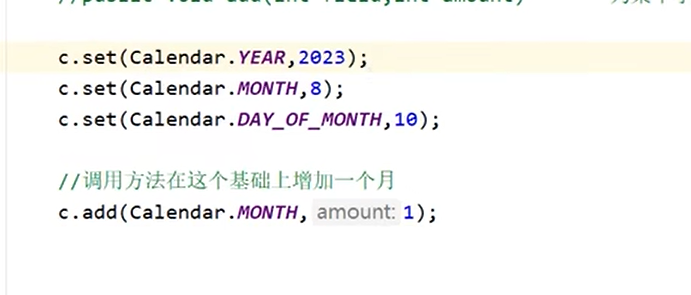 //public void add(int field,int amount)
c.set(Calendar.YEAR,2023);
c.set(Calendar.MONTH,8);
c.set(Calendar.DAY_OF_MONTH,10);
//调用方法在这个基础上增加一个月
c.add(Calendar.MONTH, amount: 1);